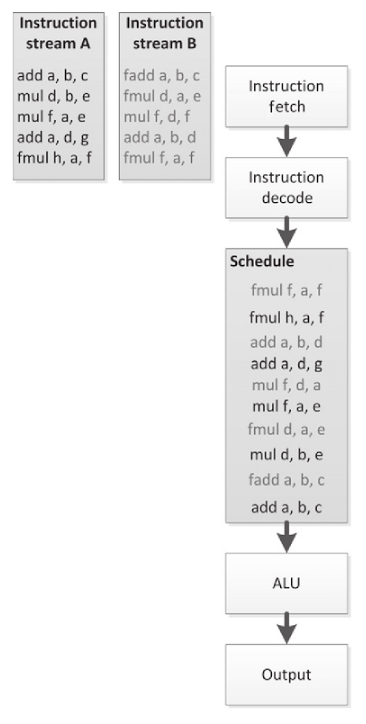 Instruction
stream A
add a, b, c
mul d, b, e
mul f, a, e
add a, d, g
fmul h, a, f
Instruction
stream B
fadd a, b, c
fmul d, a, e
mul f, d, f
add a, b, d
fmul f, a, f
Instruction
fetch
Instruction
decode
Schedule
fmul f, a, f
fmul h, a, f
add a, b, d
add a, d, g
mul f, d, a
mul f, a, e
fmul d, a, e
mul d, b, e
fadd a, b, c
add a, b, c
ALU
Output